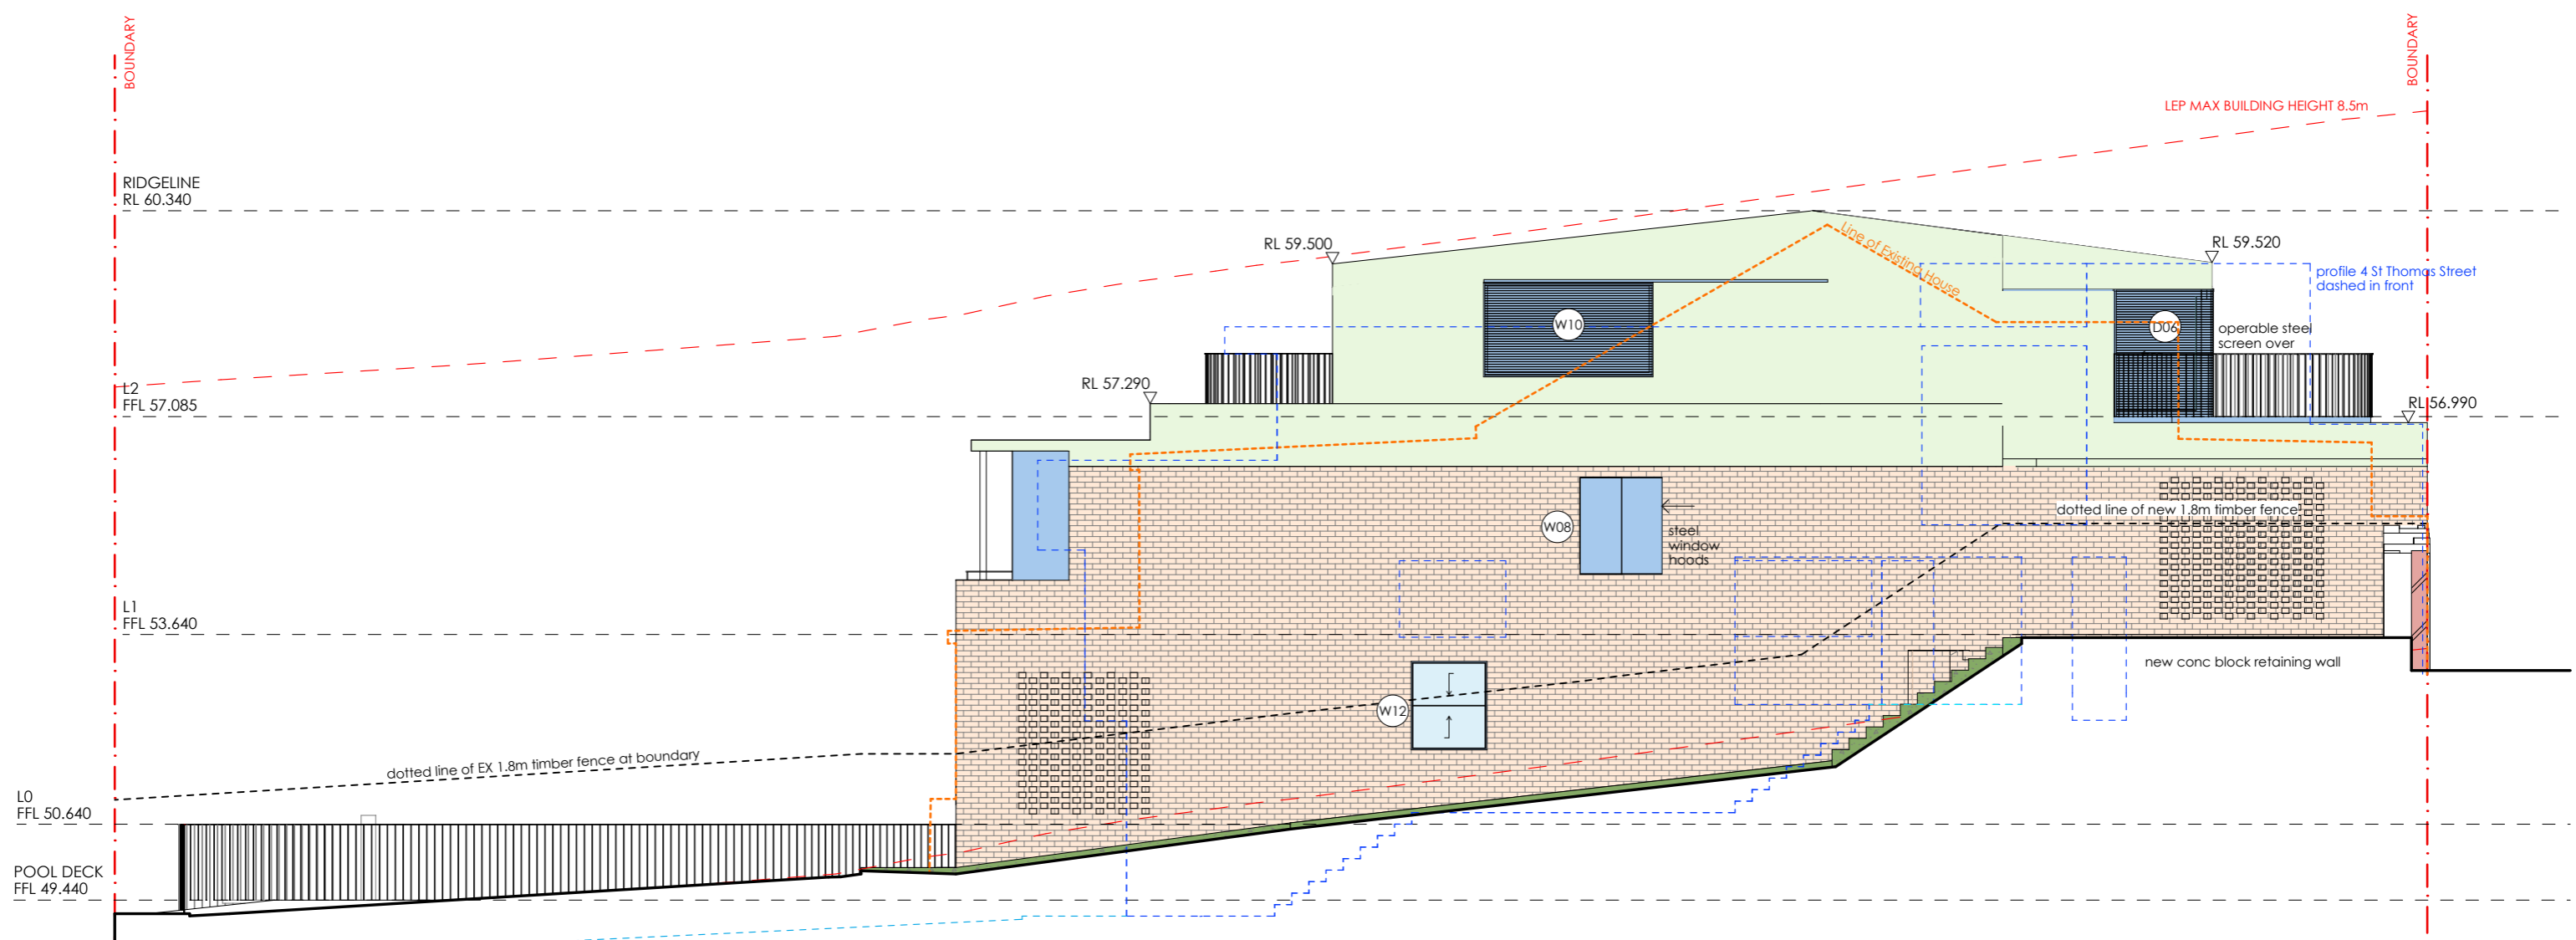 BOUNDARY
BOUNDARY
LEP MAX BUILDING HEIGHT 8.5m
RIDGELINE
RL 60.340
RL 59.500
Line of Existing House
RL 59.520
profile 4 St Thomas Street
dashed in front
W10
D06
operable steel
screen over
L2
FFL 57.085
RL 57.290
RL 56.990
W08
steel
window
hoods
dotted line of new 1.8m timber fence
L1
FFL 53.640
new conc block retaining wall
W12
dotted line of EX 1.8m timber fence at boundary
L0
FFL 50.640
POOL DECK
FFL 49.440